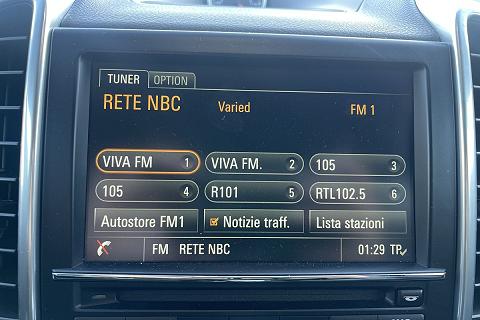 TUNER OPTION
RETE NBC Varied FM 1
VIVA FM 1 VIVA FM. 2 105 3
105 4 R101 5 RTL102.5 6
Autostore FM1 Notizie traff. Lista stazioni
FM RETE NBC 01:29 TP